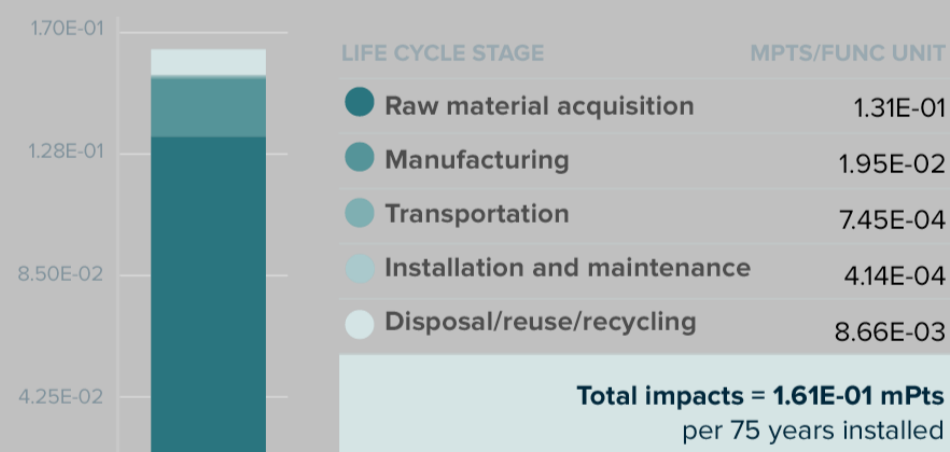 1.70E-01
1.28E-01
8.50E-02
4.25E-02
LIFE CYCLE STAGE MPTS/FUNC UNIT
Raw material acquisition 1.31E-01
Manufacturing 1.95E-02
Transportation 7.45E-04
Installation and maintenance 4.14E-04
Disposal/reuse/recycling 8.66E-03
Total impacts = 1.61E-01 mPts
per 75 years installed